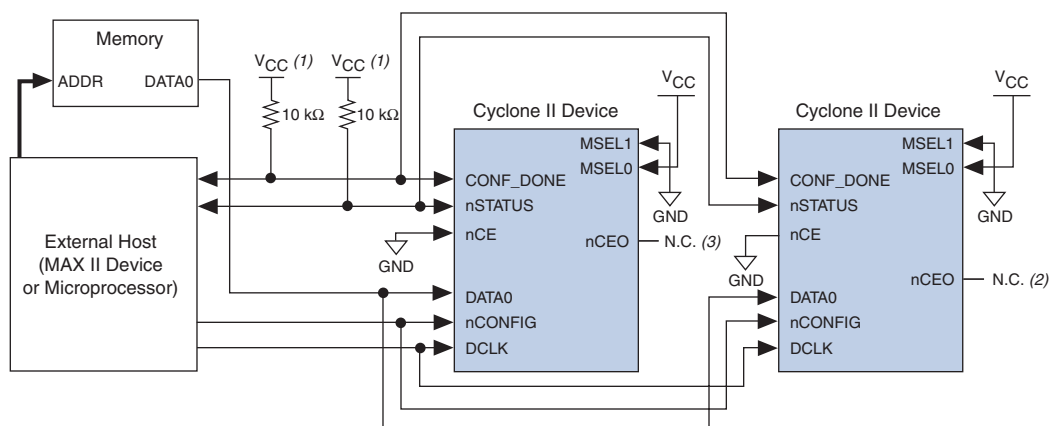 Memory
ADDR
DATA0
VCC (1)
VCC (1)
10 kΩ
10 kΩ
External Host
(MAX II Device
or Microprocessor)
Cyclone II Device
MSEL1
MSEL0
CONF_DONE
nSTATUS
nCE
nCEO
DATA0
nCONFIG
DCLK
GND
VCC
GND
N.C. (3)
Cyclone II Device
MSEL1
MSEL0
CONF_DONE
nSTATUS
nCE
nCEO
DATA0
nCONFIG
DCLK
GND
VCC
GND
N.C. (2)